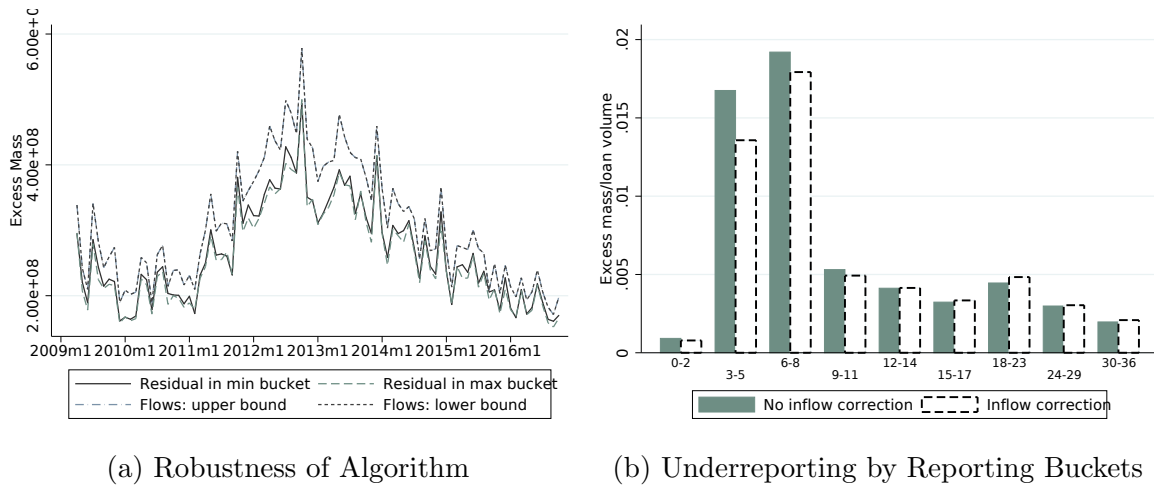 Excess Mass
6.00e+0
4.00e+08
2.00e+08
2009m1 2010m1 2011m1 2012m1 2013m1 2014m1 2015m1 2016m1
Residual in min bucket
Residual in max bucket
Flows: upper bound
Flows: lower bound
(a) Robustness of Algorithm
Excess mass/loan volume
.02
.015
.01
.005
0
0-2 6-8 12-14 18-23 30-36
3-5 9-11 15-17 24-29
No inflow correction
Inflow correction
(b) Underreporting by Reporting Buckets